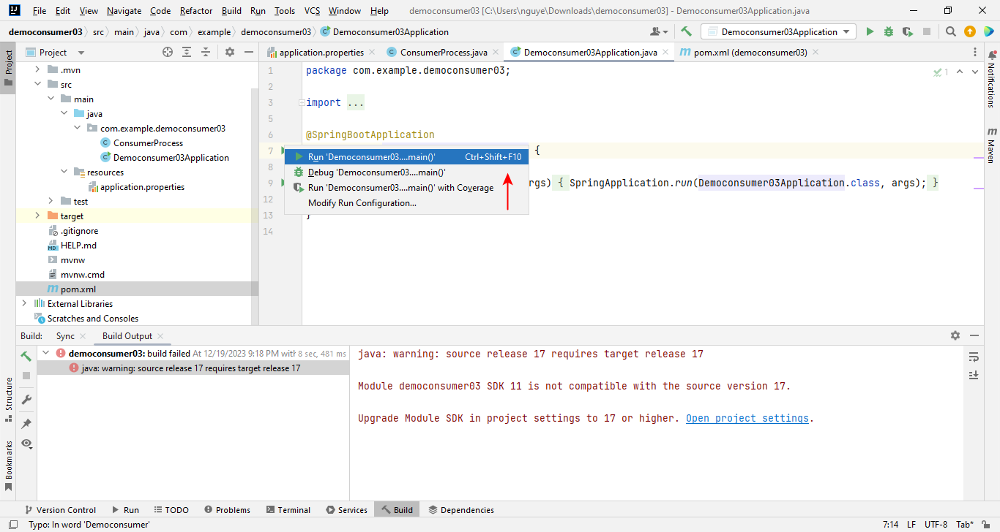 File Edit View Navigate Code Refactor Build Run Tools VCS Window Help democonsumer03 [C:\Users\nguye\Downloads\democonsumer03] - Democonsumer03Application.java
democonsumer03 src main java com example democonsumer03 Democonsumer03Application
Democonsumer03Application
Project
Project
application.properties
ConsumerProcess.java
Democonsumer03Application.java
pom.xml (democonsumer03)
Notifications
Maven
.mvn
src
main
java
com.example.democonsumer03
ConsumerProcess
Democonsumer03Application
resources
application.properties
test
target
.gitignore
HELP.md
mvnw
mvnw.cmd
pom.xml
External Libraries
Scratches and Consoles
1 package com.example.democonsumer03;
1
2
3 import ...
5
6 @SpringBootApplication
7 {
8
9 rgs) { SpringApplication.run(Democonsumer03Application.class, args); }
12
13 }
14
Run 'Democonsumer03....main()' Ctrl+Shift+F10
Debug 'Democonsumer03....main()'
Run 'Democonsumer03....main()' with Coverage
Modify Run Configuration...
Build: Sync Build Output
democonsumer03: build failed At 12/19/2023 9:18 PM with 8 sec, 481 ms
java: warning: source release 17 requires target release 17
java: warning: source release 17 requires target release 17
Module democonsumer03 SDK 11 is not compatible with the source version 17.
Upgrade Module SDK in project settings to 17 or higher. Open project settings.
Structure
Bookmarks
Version Control Run TODO Problems Terminal Services Build Dependencies
Typo: In word 'Democonsumer' 7:14 LF UTF-8 Tab*